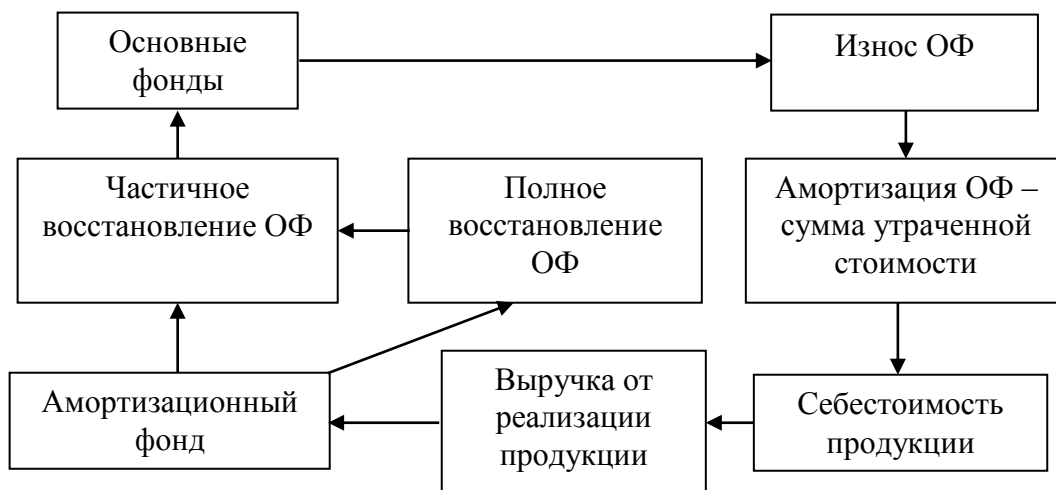 Основные
фонды
Износ ОФ
Частичное
восстановление ОФ
Полное
восстановление
ОФ
Амортизация ОФ –
сумма утраченной
стоимости
Амортизационный
фонд
Выручка от
реализации
продукции
Себестоимость
продукции